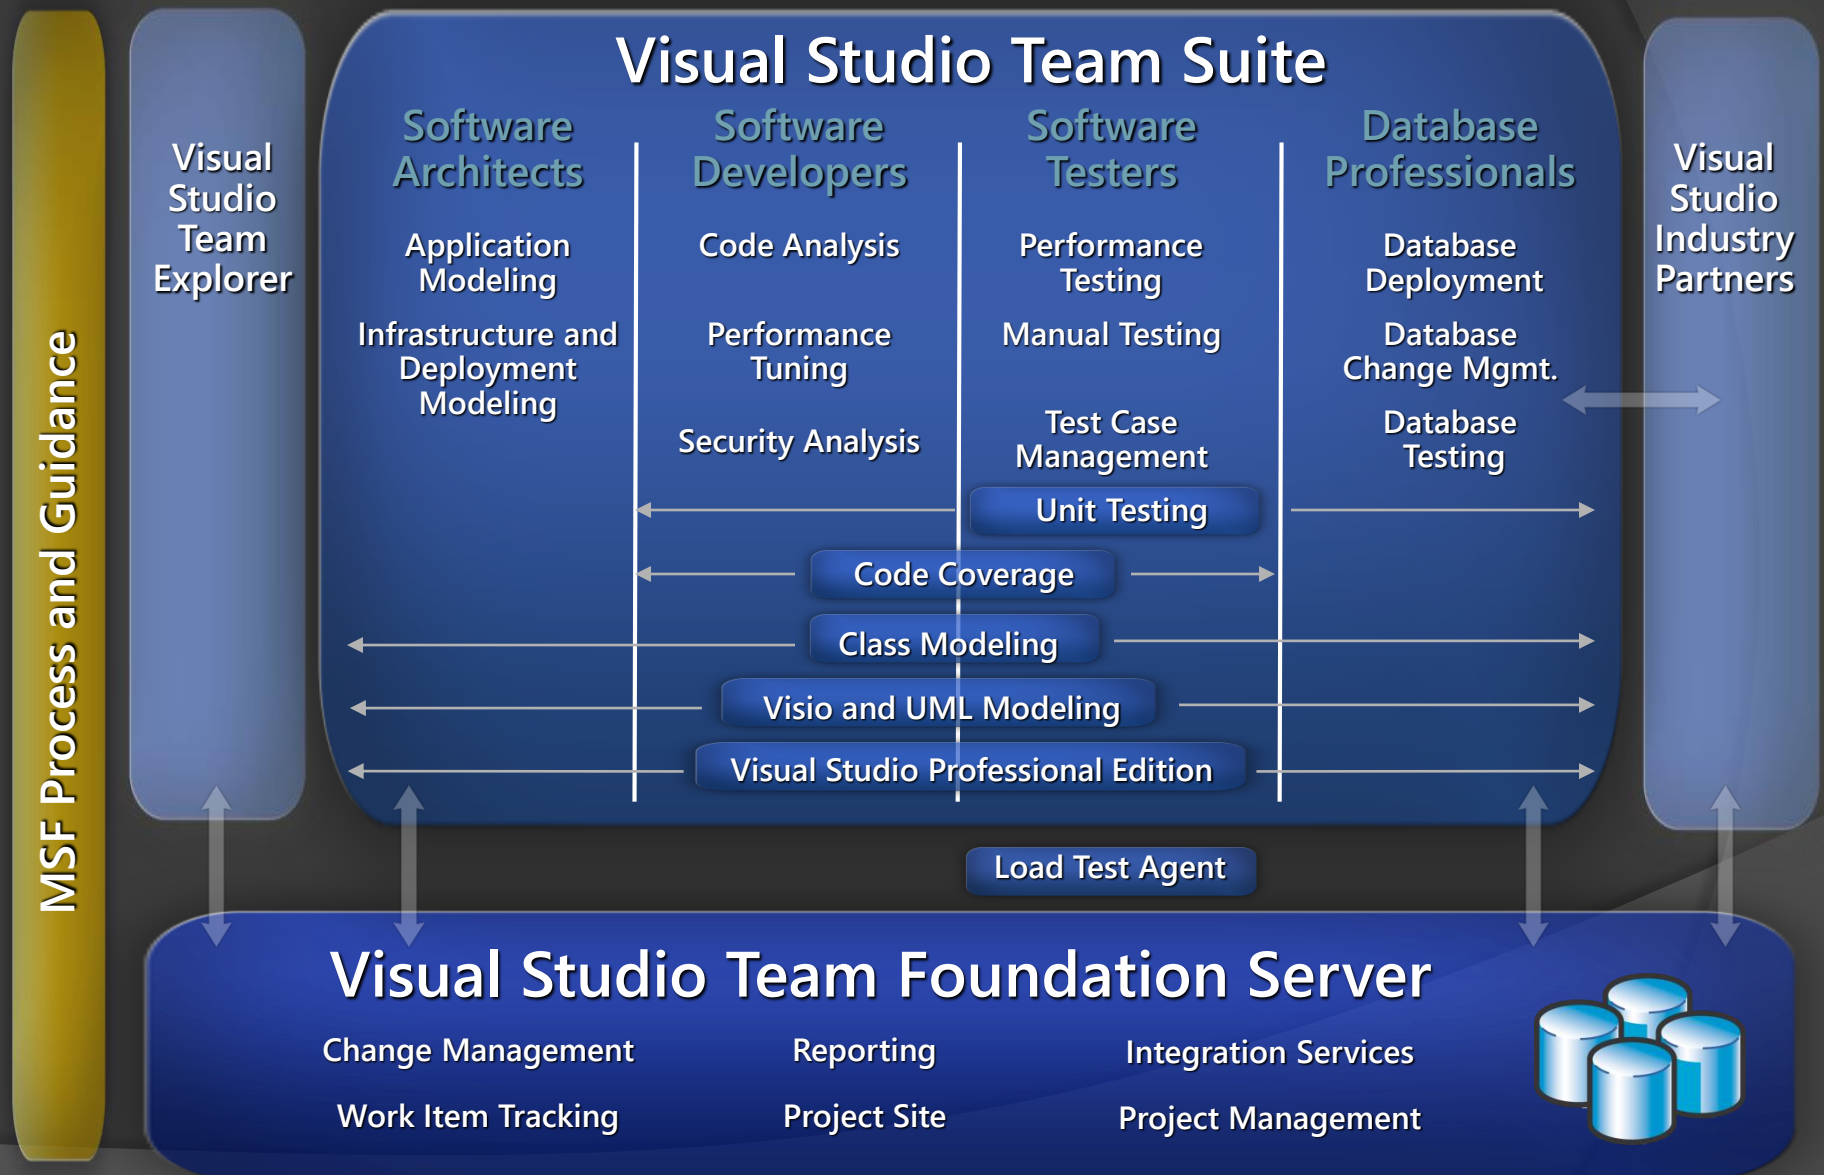 MSF Process and Guidance
Visual
Studio
Team
Explorer
Visual Studio Team Suite
Software
Architects
Application
Modeling
Infrastructure and
Deployment
Modeling
Software
Developers
Code Analysis
Performance
Tuning
Security Analysis
Software
Testers
Performance
Testing
Manual Testing
Test Case
Management
Database
Professionals
Database
Deployment
Database
Change Mgmt.
Database
Testing
Unit Testing
Code Coverage
Class Modeling
Visio and UML Modeling
Visual Studio Professional Edition
Visual
Studio
Industry
Partners
Load Test Agent
Visual Studio Team Foundation Server
Change Management
Reporting
Integration Services
Work Item Tracking
Project Site
Project Management